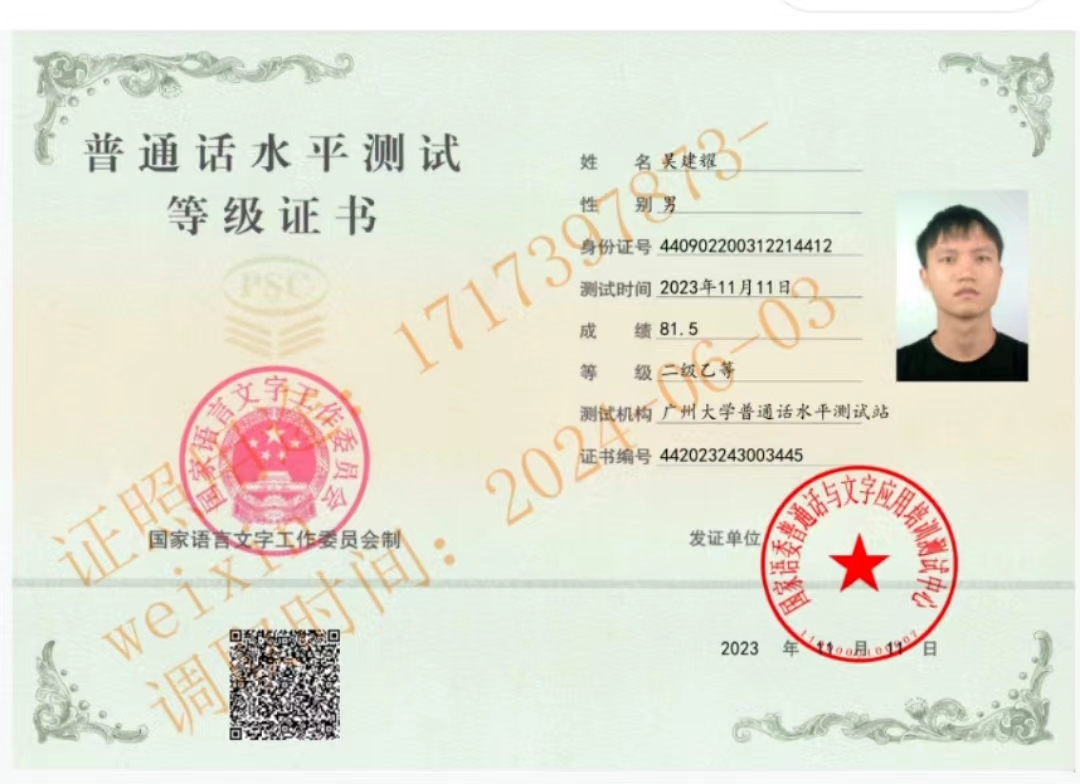 普通话水平测试
等级证书
PSC
国家语言文字工作委员会
国家语言文字工作委员会制
姓 名 吴建耀
性 别 男
身份证号 440902200312214412
测试时间 2023年11月11日
成 绩 81.5
等 级 二级乙等
测试机构 广州大学普通话水平测试站
证书编号 442023243003445
发证单位
国家语委普通话与文字应用培训测试中心
2023 年 11 月 11 日
证照
weixin
1717397873-
调用时间：
2024-06-03